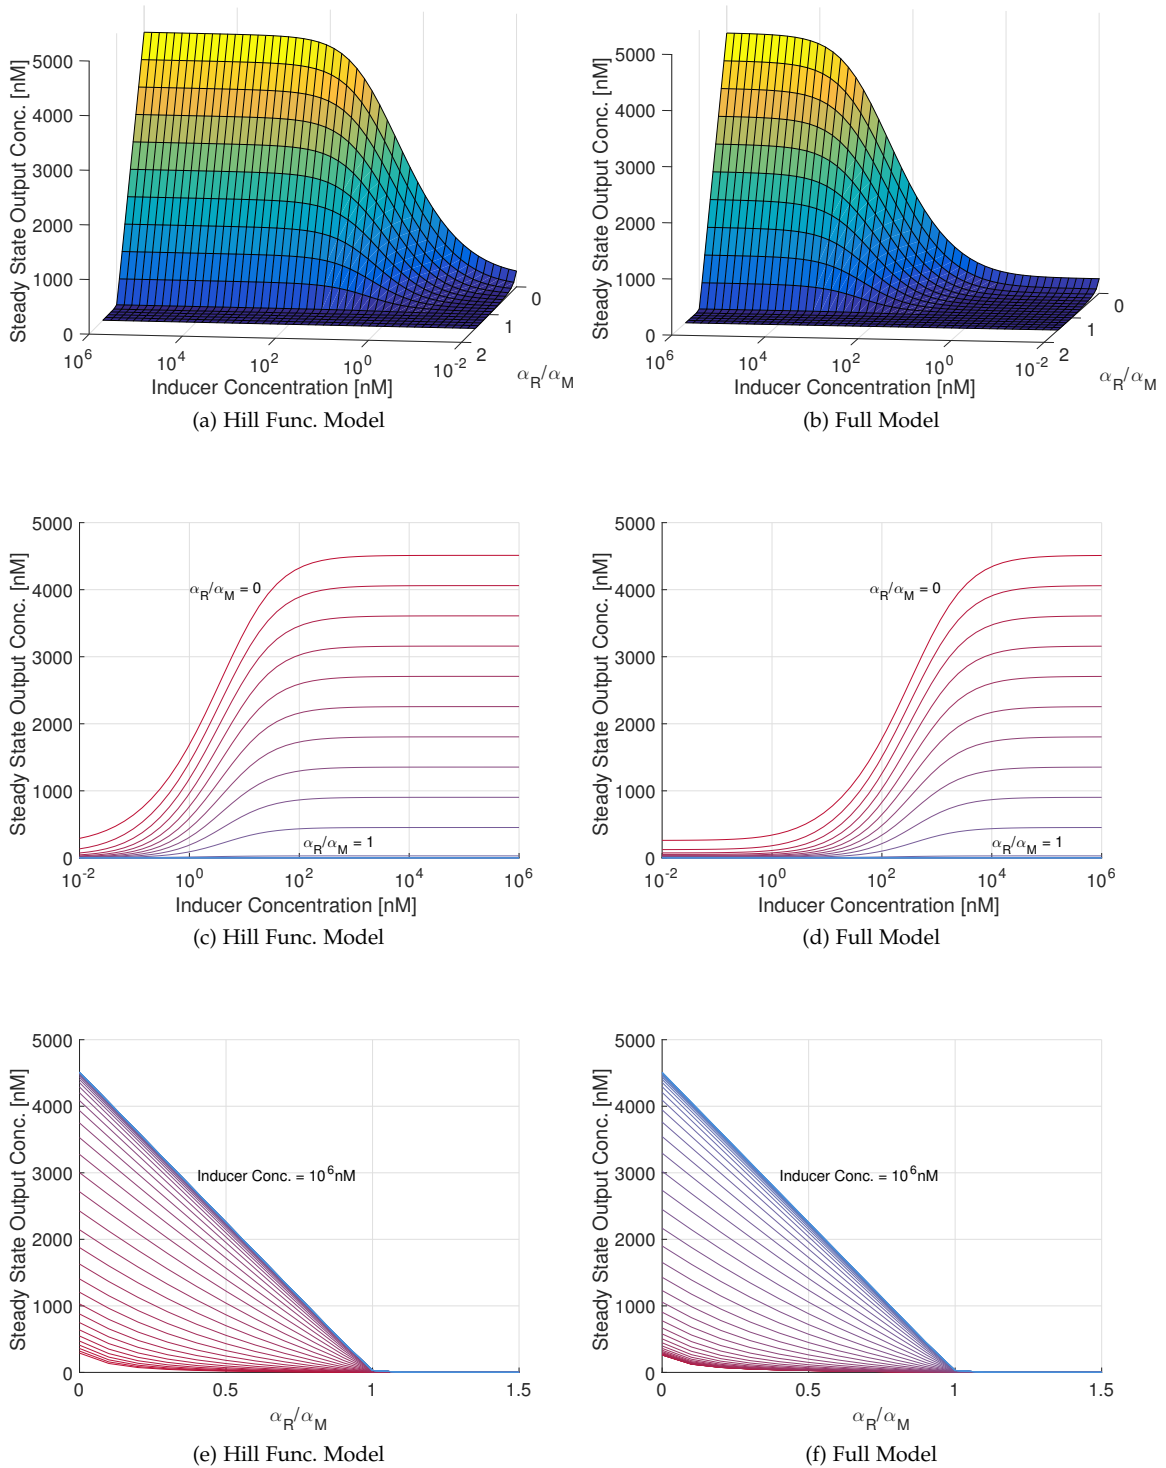 5000
4000
3000
2000
1000
0
Steady State Output Conc. [nM]
10^6
10^4
10^2
10^0
10^-2
Inducer Concentration [nM]
0
1
2
α_R/α_M
(a) Hill Func. Model
5000
4000
3000
2000
1000
0
Steady State Output Conc. [nM]
10^6
10^4
10^2
10^0
10^-2
Inducer Concentration [nM]
0
1
2
α_R/α_M
(b) Full Model
5000
4000
3000
2000
1000
0
Steady State Output Conc. [nM]
α_R/α_M = 0
α_R/α_M = 1
10^-2
10^0
10^2
10^4
10^6
Inducer Concentration [nM]
(c) Hill Func. Model
5000
4000
3000
2000
1000
0
Steady State Output Conc. [nM]
α_R/α_M = 0
α_R/α_M = 1
10^-2
10^0
10^2
10^4
10^6
Inducer Concentration [nM]
(d) Full Model
5000
4000
3000
2000
1000
0
Steady State Output Conc. [nM]
Inducer Conc. = 10^6nM
0
0.5
1
1.5
α_R/α_M
(e) Hill Func. Model
5000
4000
3000
2000
1000
0
Steady State Output Conc. [nM]
Inducer Conc. = 10^6nM
0
0.5
1
1.5
α_R/α_M
(f) Full Model